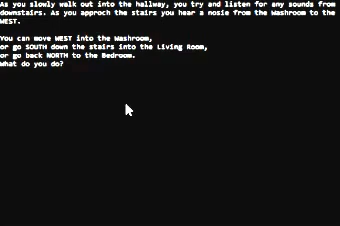 As you slowly walk out into the hallway, you try and listen for any sounds from
downstairs. As you approch the stairs you hear a nosie from the Washroom to the
WEST.
You can move WEST into the Washroom,
or go SOUTH down the stairs into the Living Room,
or go back NORTH to the Bedroom.
What do you do?